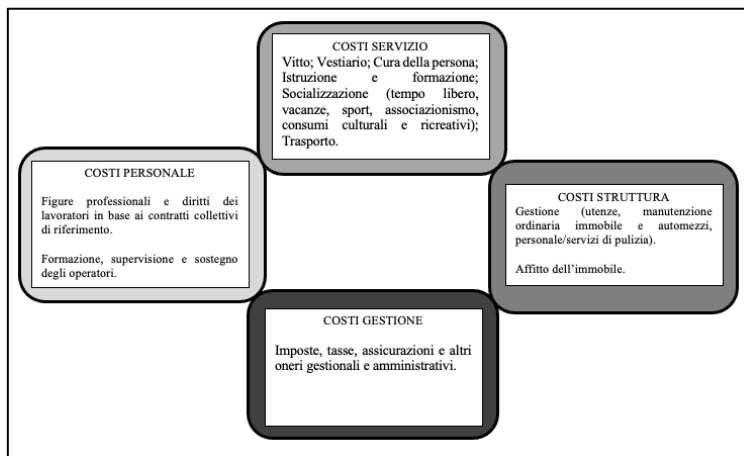 COSTI SERVIZIO
Vitto; Vestiario; Cura della persona;
Istruzione e formazione;
Socializzazione (tempo libero,
vacanze, sport, associazionismo,
consumi culturali e ricreativi);
Trasporto.
COSTI PERSONALE
Figure professionali e diritti dei
lavoratori in base ai contratti collettivi
di riferimento.
Formazione, supervisione e sostegno
degli operatori.
COSTI STRUTTURA
Gestione (utenze, manutenzione
ordinaria immobile e automezzi,
personale/servizi di pulizia).
Affitto dell'immobile.
COSTI GESTIONE
Imposte, tasse, assicurazioni e altri
oneri gestionali e amministrativi.